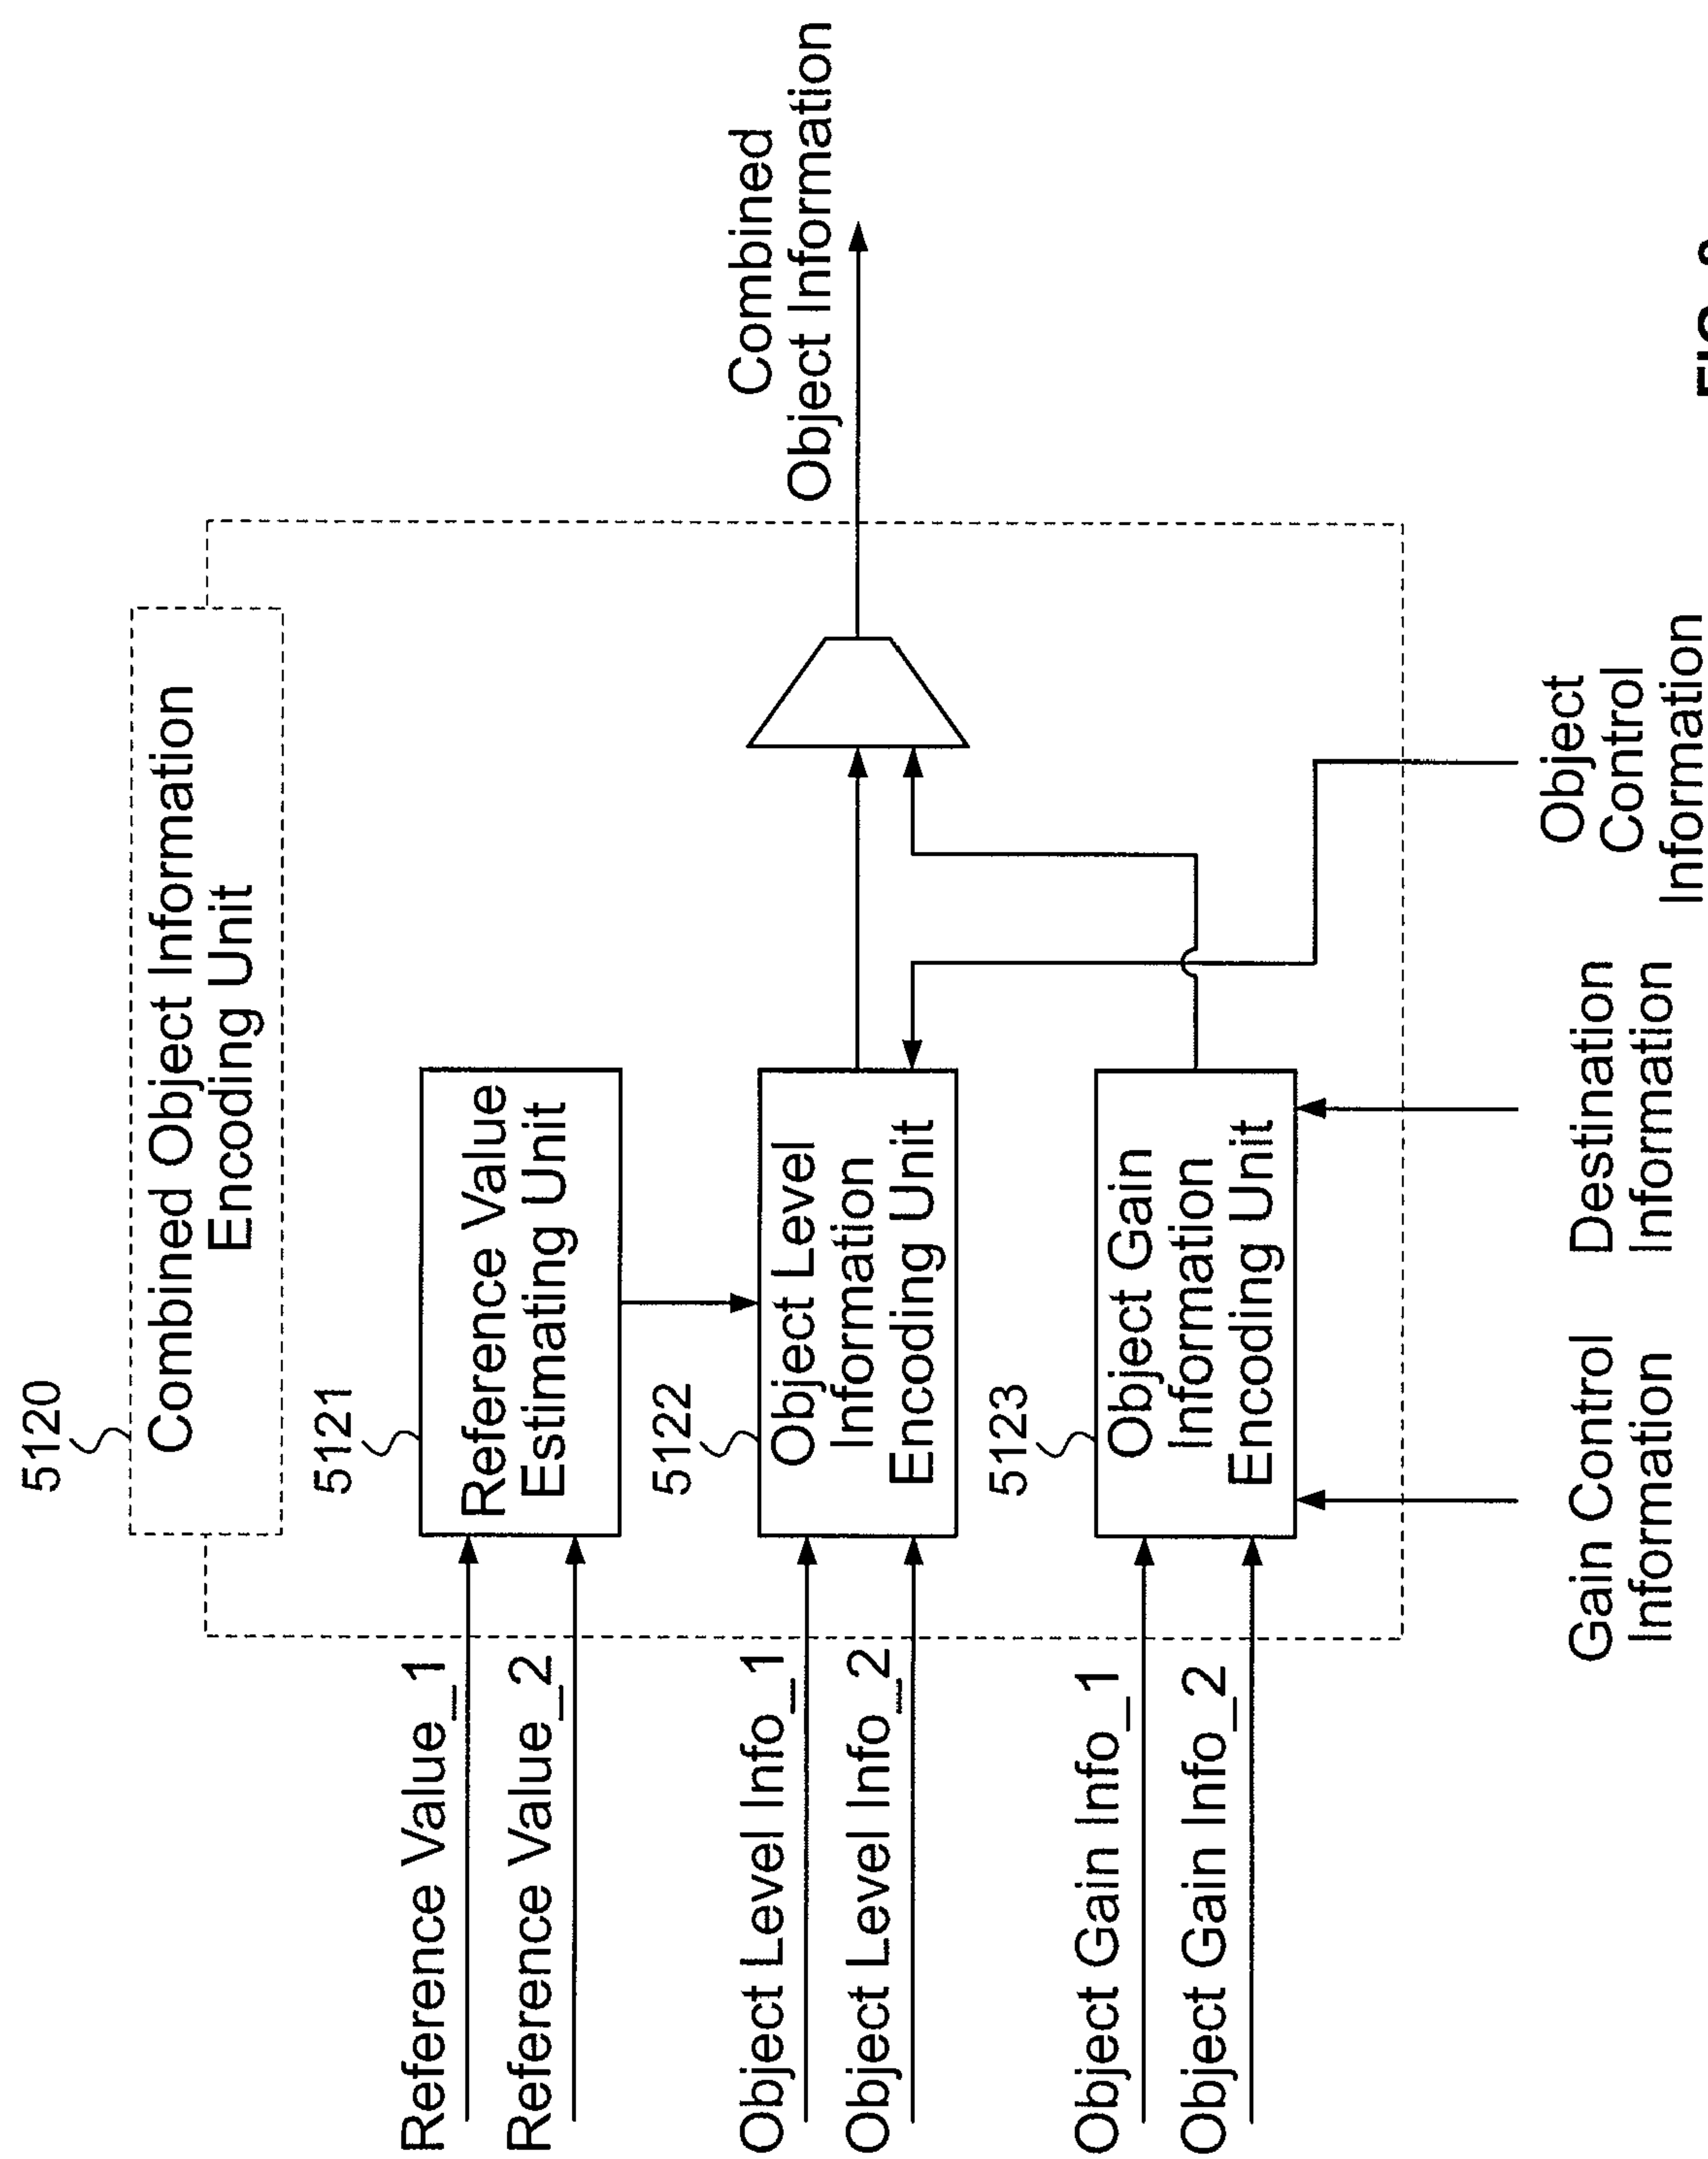 5120
Combined Object Information
Encoding Unit
5121
Reference Value_1
Reference Value_2
Reference Value
Estimating Unit
5122
Object Level Info_1
Object Level Info_2
Object Level
Information
Encoding Unit
Combined
Object Information
5123
Object Gain Info_1
Object Gain Info_2
Object Gain
Information
Encoding Unit
Gain Control
Information
Destination
Information
Object
Control
Information
FIG.